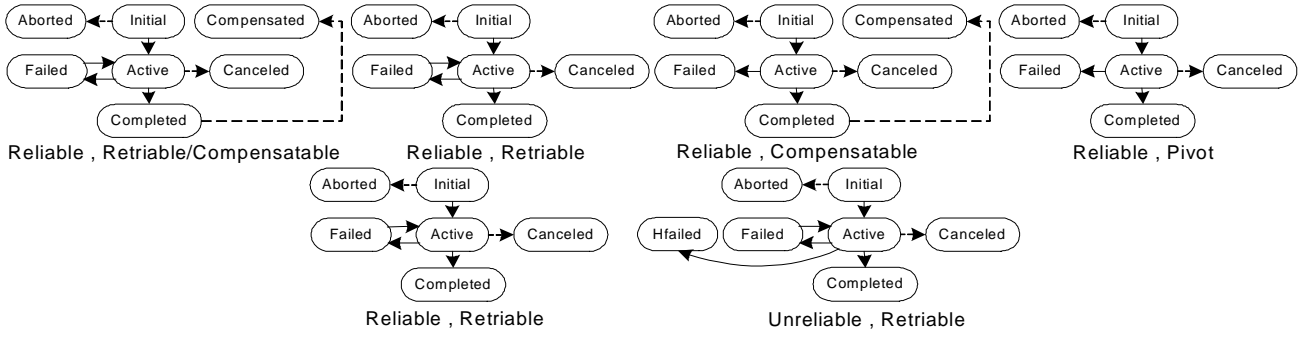 Aborted Initial Compensated Aborted Initial Aborted Initial Compensated Aborted Initial
Failed Active Canceled Failed Active Canceled Failed Active Canceled Failed Active Canceled
Completed Completed Completed Completed
Reliable , Retriable/Compensatable Reliable , Retriable Reliable , Compensatable Reliable , Pivot
Aborted Initial Aborted Initial
Failed Active Canceled Hfailed Failed Active Canceled
Completed Completed
Reliable , Retriable Unreliable , Retriable